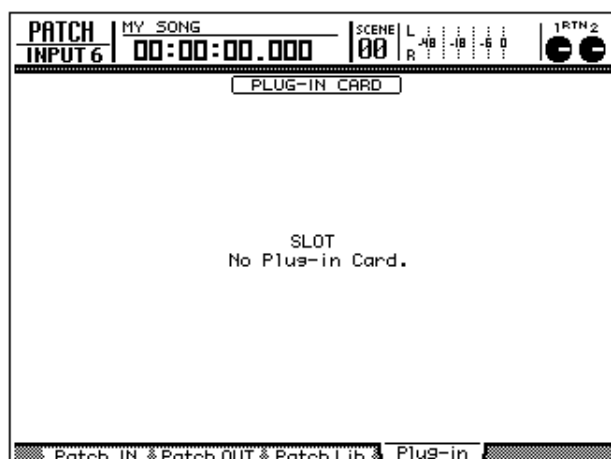 PATCH
INPUT 6
MY SONG
00:00:00.000
SCENE
00
L
R
-48 -18 -6 0
1 RTN 2
PLUG-IN CARD
SLOT
No Plug-in Card.
Patch IN Patch OUT Patch Lib Plug-in